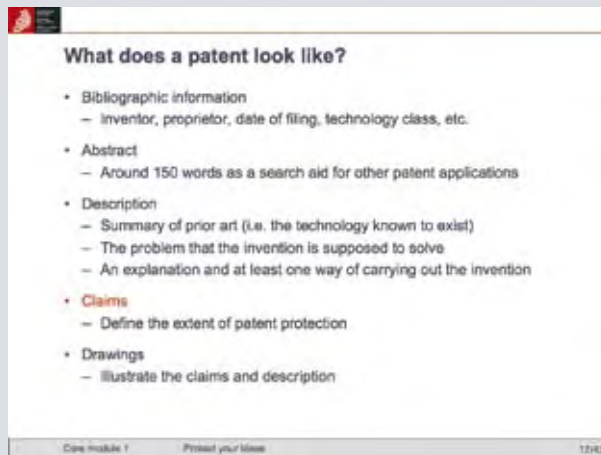 What does a patent look like?
• Bibliographic information
– Inventor, proprietor, date of filing, technology class, etc.
• Abstract
– Around 150 words as a search aid for other patent applications
• Description
– Summary of prior art (i.e. the technology known to exist)
– The problem that the invention is supposed to solve
– An explanation and at least one way of carrying out the invention
• Claims
– Define the extent of patent protection
• Drawings
– Illustrate the claims and description
Core module 1 Protect your ideas